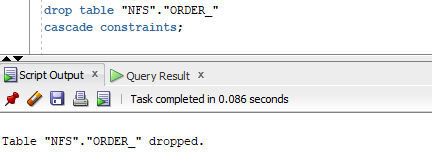 drop table "NFS"."ORDER_"
cascade constraints;
Script Output x Query Result x
Task completed in 0.086 seconds
Table "NFS"."ORDER_" dropped.